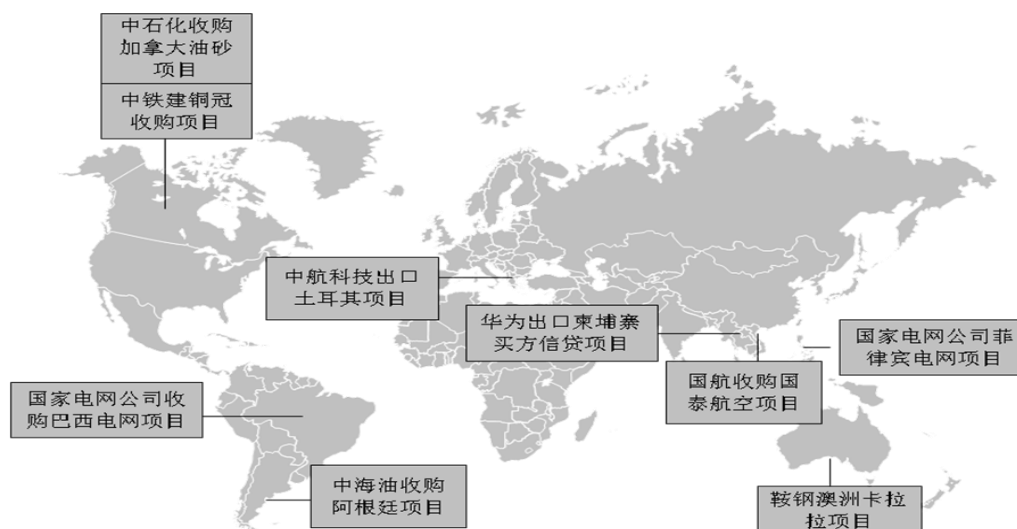 中石化收购
加拿大油砂
项目
中铁建铜冠
收购项目
中航科技出口
土耳其项目
华为出口柬埔寨
买方信贷项目
国家电网公司菲
律宾电网项目
国航收购国
泰航空项目
国家电网公司收
购巴西电网项目
中海油收购
阿根廷项目
鞍钢澳洲卡拉
拉项目